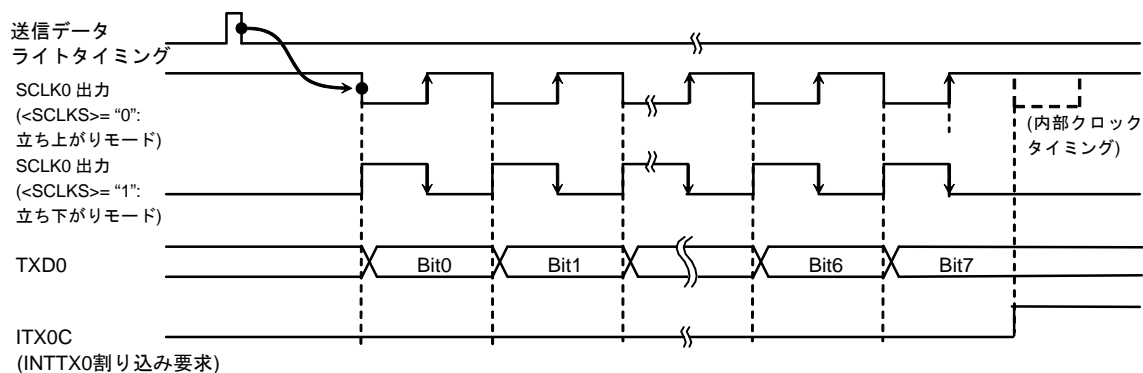 送信データ
ライトタイミング
SCLK0 出力
(<SCLKS>= “0”:
立ち上がりモード)
(内部クロック
タイミング)
SCLK0 出力
(<SCLKS>= “1”:
立ち下がりモード)
TXD0
Bit0
Bit1
Bit6
Bit7
ITX0C
(INTTX0割り込み要求)